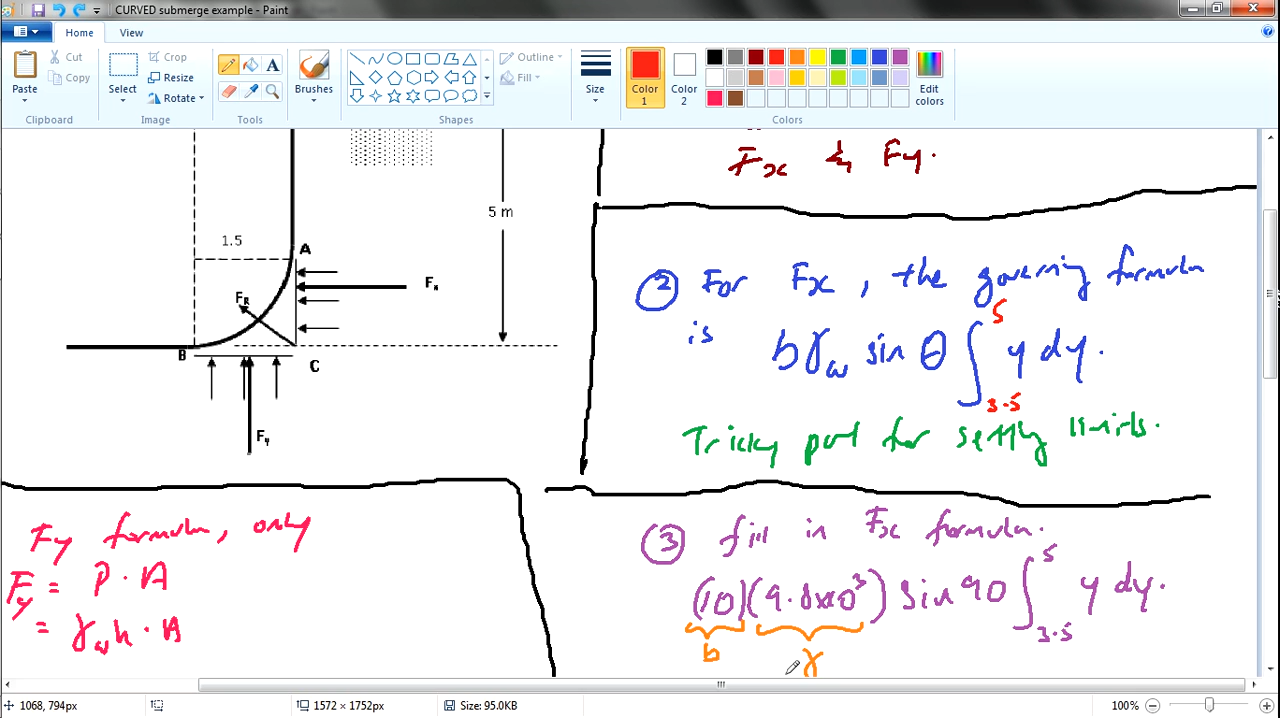 CURVED submerge example - Paint
Home View
Paste
Cut
Copy
Clipboard
Select
Crop
Resize
Rotate
Image
Tools
Brushes
Outline
Fill
Shapes
Size
Color 1
Color 2
Edit colors
Colors
Fx & Fy.
5 m
1.5
A
Fx
FR
B
C
Fy
② For Fx, the governing formula
is bγw sin θ ∫ 5 3.5 y dy.
Tricky part for setting limits.
Fy formula, only
Fy = P · A
= γw h · A
③ fill in Fx formula.
(10)(9.81x10³) sin 90 ∫ 5 3.5 y dy.
b γ
1068, 794px
1572 × 1752px
Size: 95.0KB
100%